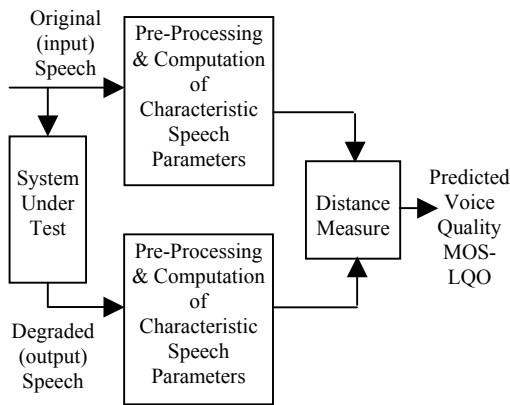 Original
(input)
Speech
Pre-Processing
& Computation
of
Characteristic
Speech
Parameters
System
Under
Test
Distance
Measure
Predicted
Voice
Quality
MOS-
LQO
Pre-Processing
& Computation
of
Characteristic
Speech
Parameters
Degraded
(output)
Speech